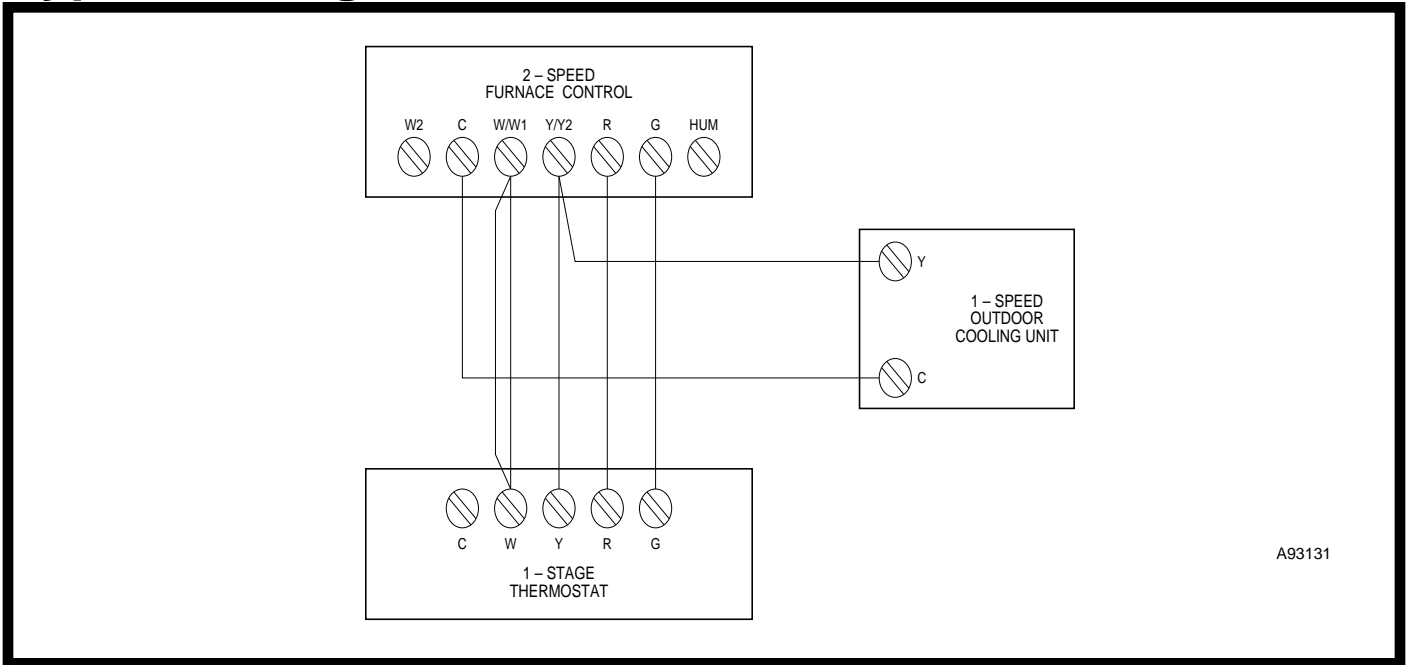 2 – SPEED
FURNACE CONTROL
W2 C W/W1 Y/Y2 R G HUM
Y
1 – SPEED
OUTDOOR
COOLING UNIT
C
C W Y R G
1 – STAGE
THERMOSTAT
A93131